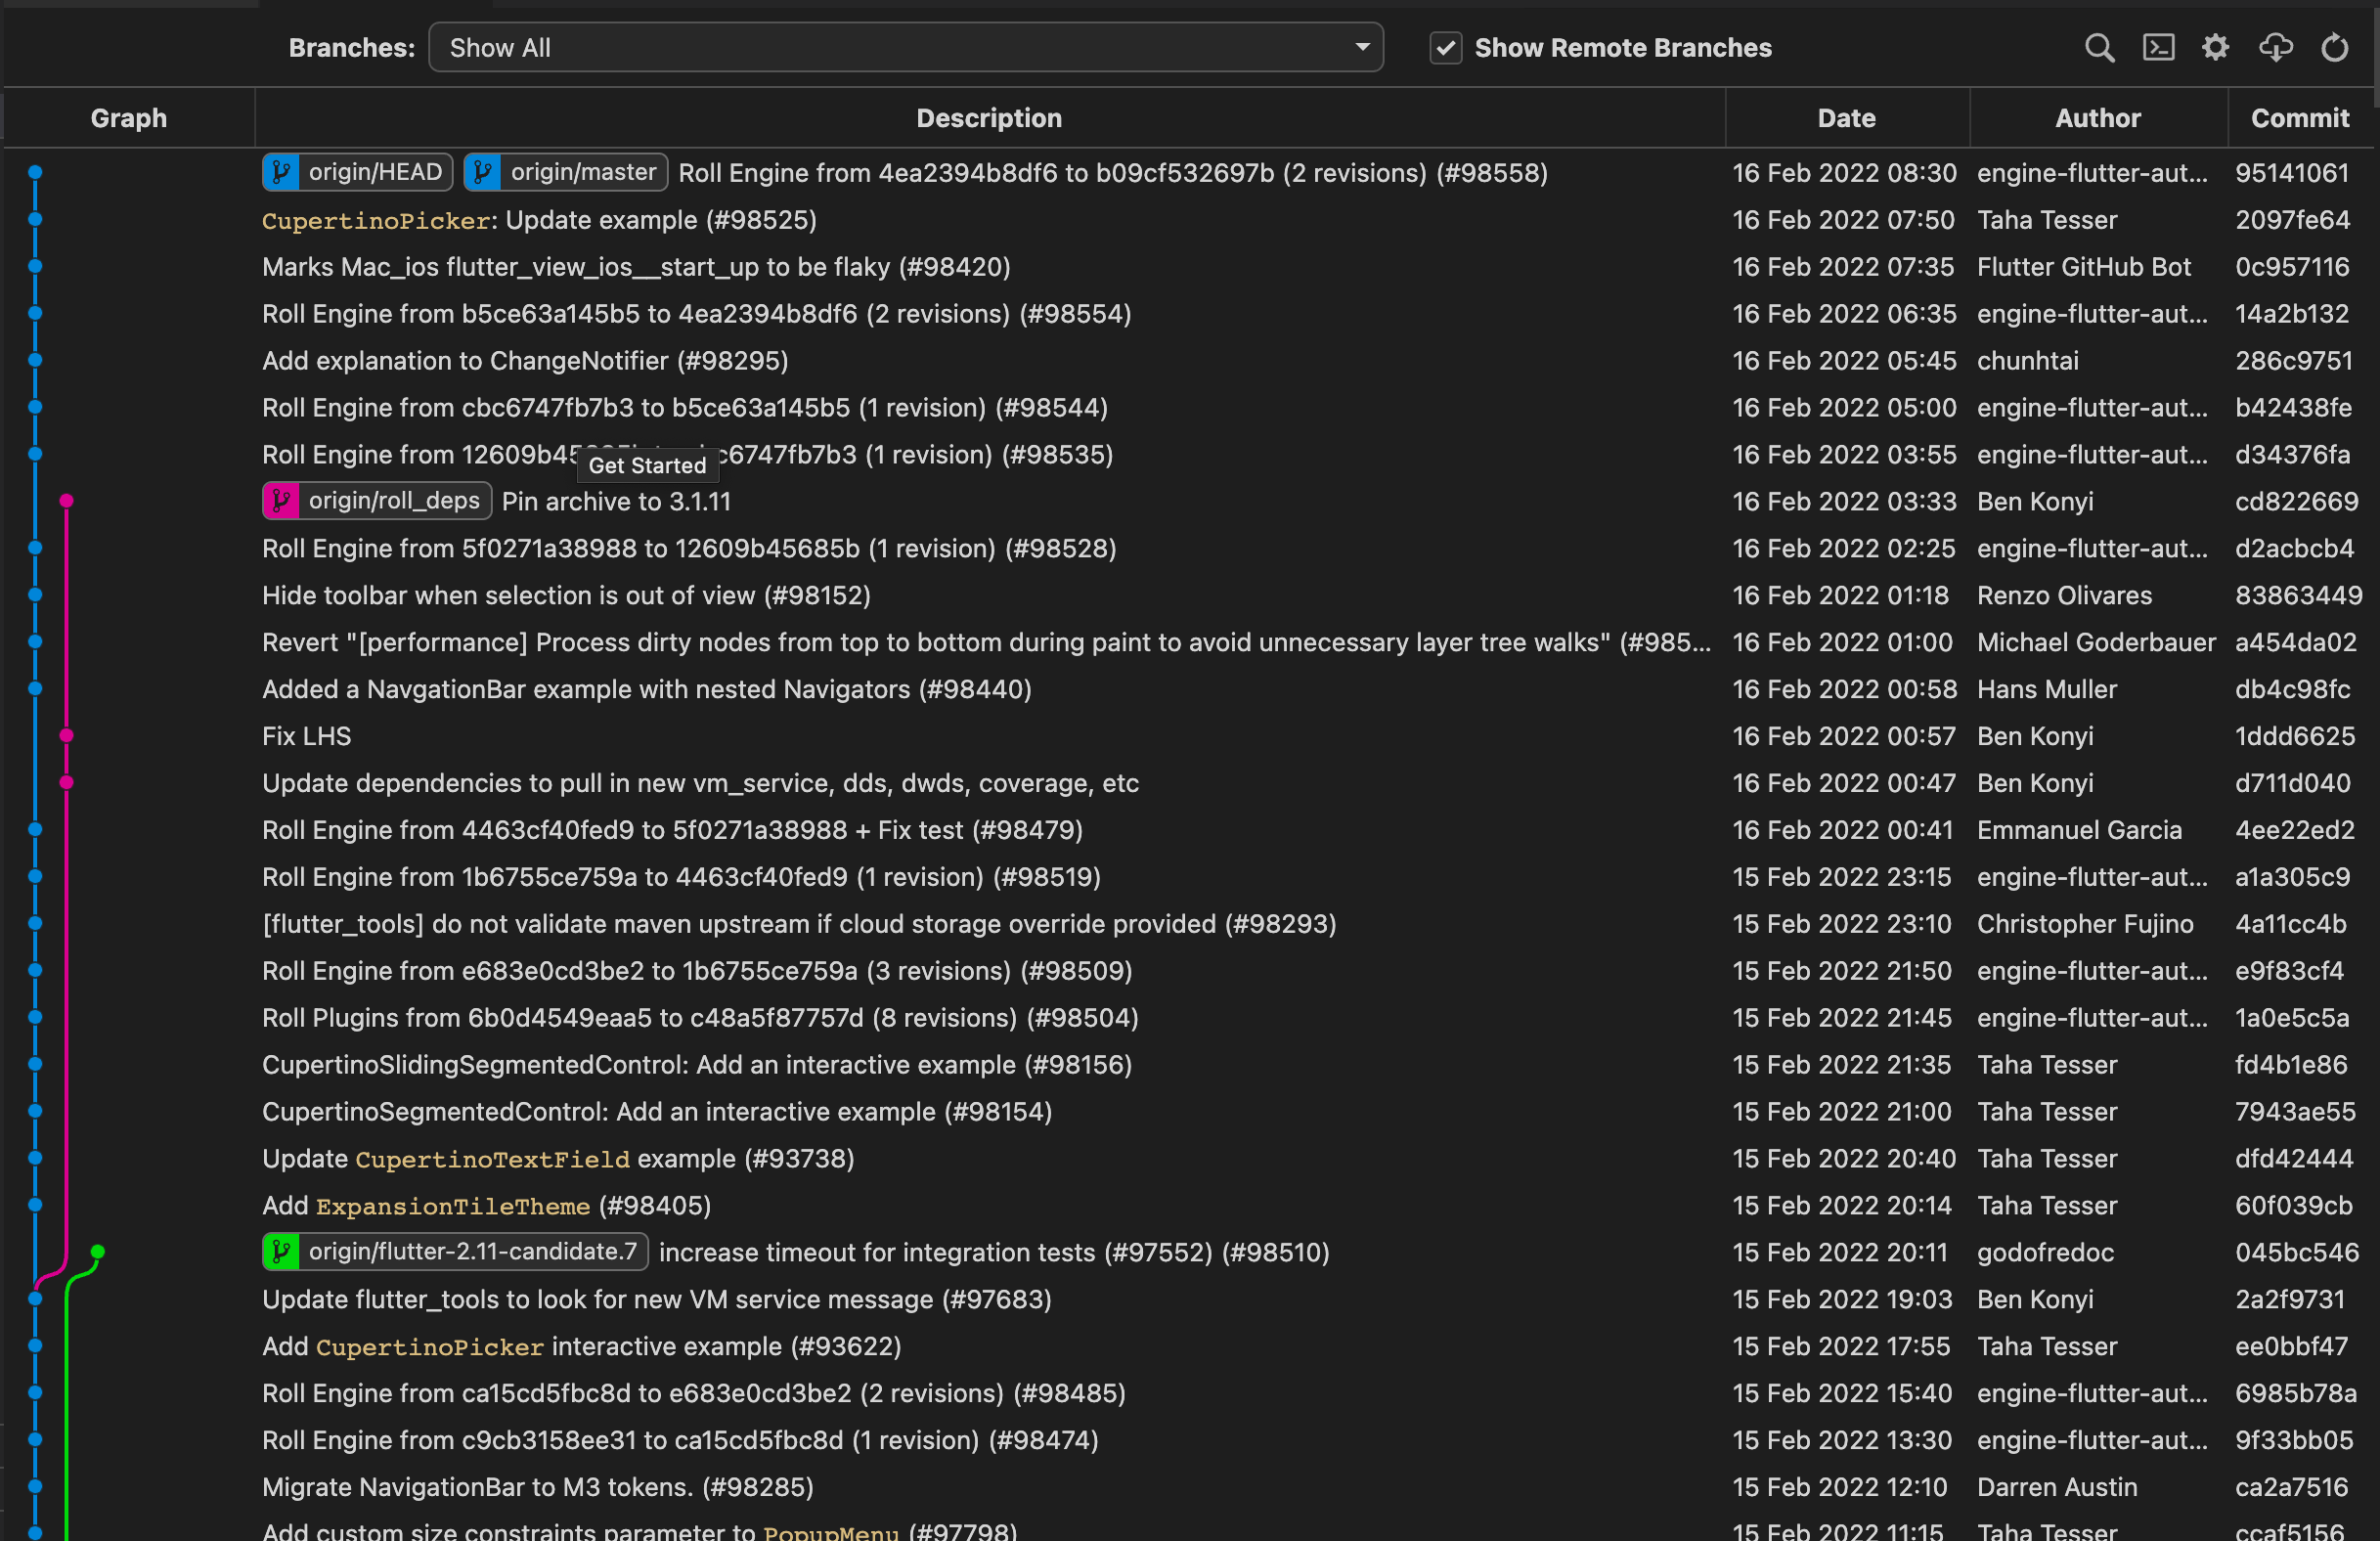 Branches: Show All Show Remote Branches
Graph Description Date Author Commit
origin/HEAD origin/master Roll Engine from 4ea2394b8df6 to b09cf532697b (2 revisions) (#98558) 16 Feb 2022 08:30 engine-flutter-aut... 95141061
CupertinoPicker: Update example (#98525) 16 Feb 2022 07:50 Taha Tesser 2097fe64
Marks Mac_ios flutter_view_ios__start_up to be flaky (#98420) 16 Feb 2022 07:35 Flutter GitHub Bot 0c957116
Roll Engine from b5ce63a145b5 to 4ea2394b8df6 (2 revisions) (#98554) 16 Feb 2022 06:35 engine-flutter-aut... 14a2b132
Add explanation to ChangeNotifier (#98295) 16 Feb 2022 05:45 chunhtai 286c9751
Roll Engine from cbc6747fb7b3 to b5ce63a145b5 (1 revision) (#98544) 16 Feb 2022 05:00 engine-flutter-aut... b42438fe
Roll Engine from (1 revision) (#98535) 16 Feb 2022 03:55 engine-flutter-aut... d34376fa
Get Started
origin/roll_deps Pin archive to 3.1.11 16 Feb 2022 03:33 Ben Konyi cd822669
Roll Engine from 5f0271a38988 to 12609b45685b (1 revision) (#98528) 16 Feb 2022 02:25 engine-flutter-aut... d2acbcb4
Hide toolbar when selection is out of view (#98152) 16 Feb 2022 01:18 Renzo Olivares 83863449
Revert "[performance] Process dirty nodes from top to bottom during paint to avoid unnecessary layer tree walks" (#985... 16 Feb 2022 01:00 Michael Goderbauer a454da02
Added a NavgationBar example with nested Navigators (#98440) 16 Feb 2022 00:58 Hans Muller db4c98fc
Fix LHS 16 Feb 2022 00:57 Ben Konyi 1ddd6625
Update dependencies to pull in new vm_service, dds, dwds, coverage, etc 16 Feb 2022 00:47 Ben Konyi d711d040
Roll Engine from 4463cf40fed9 to 5f0271a38988 + Fix test (#98479) 16 Feb 2022 00:41 Emmanuel Garcia 4ee22ed2
Roll Engine from 1b6755ce759a to 4463cf40fed9 (1 revision) (#98519) 15 Feb 2022 23:15 engine-flutter-aut... a1a305c9
[flutter_tools] do not validate maven upstream if cloud storage override provided (#98293) 15 Feb 2022 23:10 Christopher Fujino 4a11cc4b
Roll Engine from e683e0cd3be2 to 1b6755ce759a (3 revisions) (#98509) 15 Feb 2022 21:50 engine-flutter-aut... e9f83cf4
Roll Plugins from 6b0d4549eaa5 to c48a5f87757d (8 revisions) (#98504) 15 Feb 2022 21:45 engine-flutter-aut... 1a0e5c5a
CupertinoSlidingSegmentedControl: Add an interactive example (#98156) 15 Feb 2022 21:35 Taha Tesser fd4b1e86
CupertinoSegmentedControl: Add an interactive example (#98154) 15 Feb 2022 21:00 Taha Tesser 7943ae55
Update CupertinoTextField example (#93738) 15 Feb 2022 20:40 Taha Tesser dfd42444
Add ExpansionTileTheme (#98405) 15 Feb 2022 20:14 Taha Tesser 60f039cb
origin/flutter-2.11-candidate.7 increase timeout for integration tests (#97552) (#98510) 15 Feb 2022 20:11 godofredoc 045bc546
Update flutter_tools to look for new VM service message (#97683) 15 Feb 2022 19:03 Ben Konyi 2a2f9731
Add CupertinoPicker interactive example (#93622) 15 Feb 2022 17:55 Taha Tesser ee0bbf47
Roll Engine from ca15cd5fbc8d to e683e0cd3be2 (2 revisions) (#98485) 15 Feb 2022 15:40 engine-flutter-aut... 6985b78a
Roll Engine from c9cb3158ee31 to ca15cd5fbc8d (1 revision) (#98474) 15 Feb 2022 13:30 engine-flutter-aut... 9f33bb05
Migrate NavigationBar to M3 tokens. (#98285) 15 Feb 2022 12:10 Darren Austin ca2a7516
Add custom size constraints parameter to PopupMenu (#97798) 15 Feb 2022 11:15 Taha Tesser ccaf5156